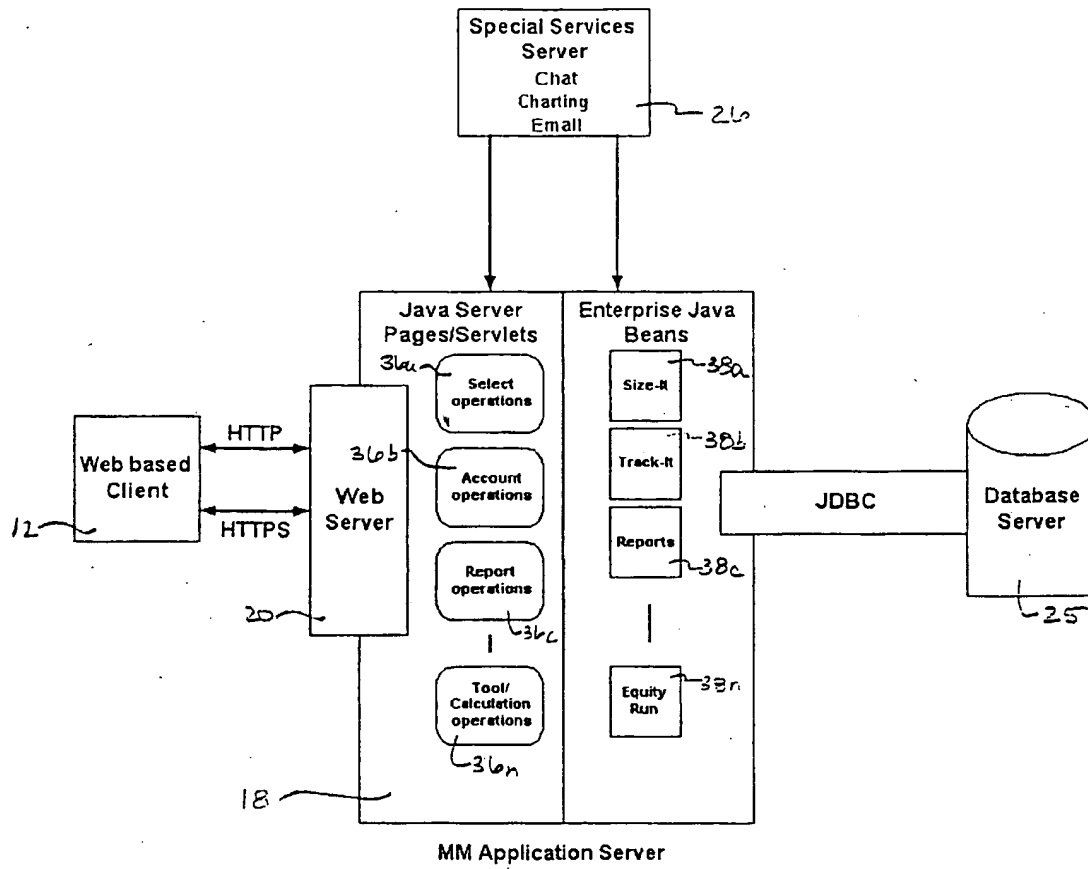 Special Services
Server
Chat
Charting
Email
26
Java Server
Pages/Servlets
Enterprise Java
Beans
36a
Select
operations
38a
Size-It
HTTP
Web based
Client
HTTPS
12
Web
Server
20
36b
Account
operations
38b
Track-It
JDBC
Database
Server
25
Report
operations
36c
Reports
38c
Tool/
Calculation
operations
36n
Equity
Run
38n
18
MM Application Server